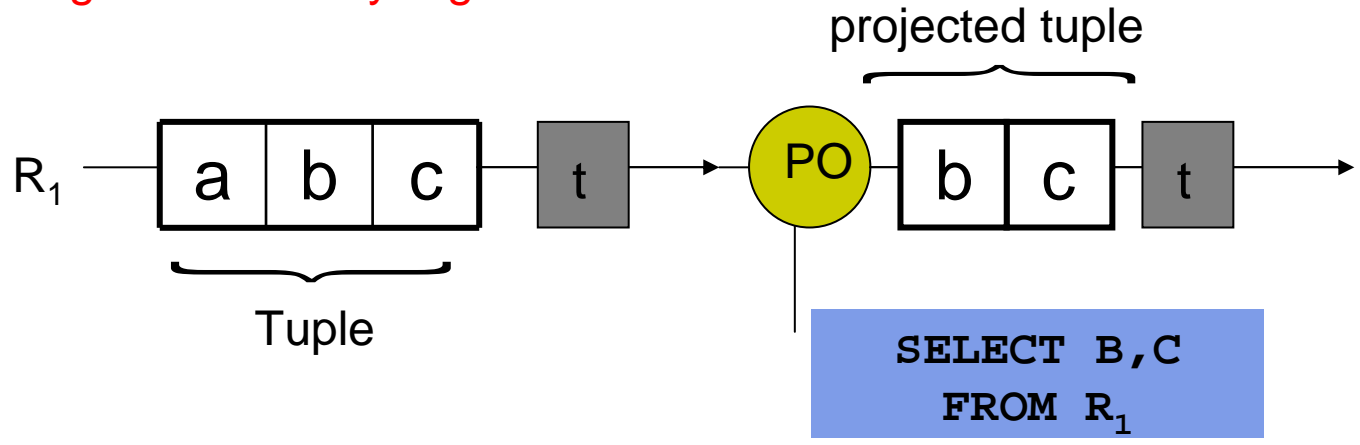 projected tuple
R₁ a b c t PO b c t
Tuple
SELECT B,C
FROM R₁